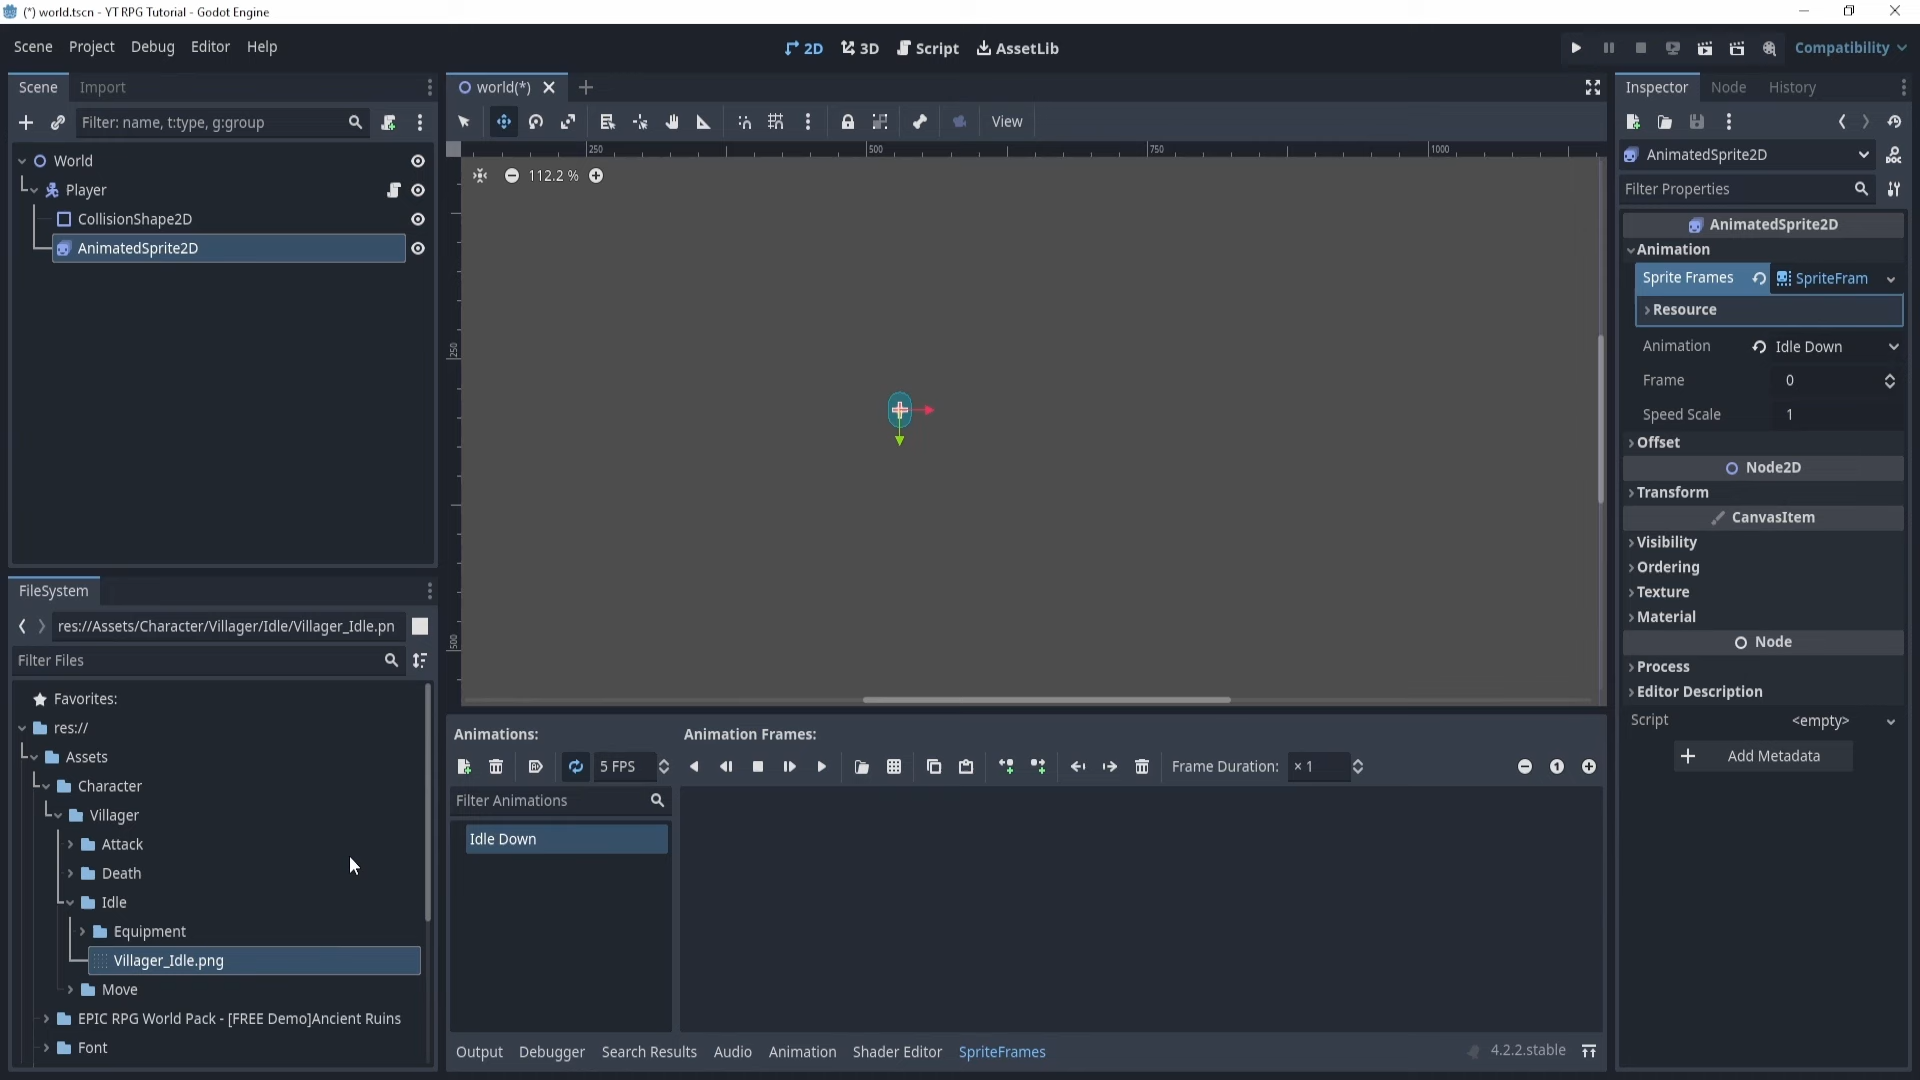 (*) world.tscn - YT RPG Tutorial - Godot Engine
Scene Project Debug Editor Help
2D 3D Script AssetLib
Compatibility
Scene Import
Filter: name, t:type, g:group
World
Player
CollisionShape2D
AnimatedSprite2D
FileSystem
res://Assets/Character/Villager/Idle/Villager_Idle.pn
Filter Files
Favorites:
res://
Assets
Character
Villager
Attack
Death
Idle
Equipment
Villager_Idle.png
Move
EPIC RPG World Pack - [FREE Demo]Ancient Ruins
Font
world(*)
View
250 500 750 1000
112.2 %
250
500
Animations:
5 FPS
Filter Animations
Idle Down
Animation Frames:
Frame Duration: × 1
Output Debugger Search Results Audio Animation Shader Editor SpriteFrames
4.2.2.stable
Inspector Node History
AnimatedSprite2D
Filter Properties
AnimatedSprite2D
Animation
Sprite Frames SpriteFram
Resource
Animation Idle Down
Frame 0
Speed Scale 1
Offset
Node2D
Transform
CanvasItem
Visibility
Ordering
Texture
Material
Node
Process
Editor Description
Script <empty>
Add Metadata